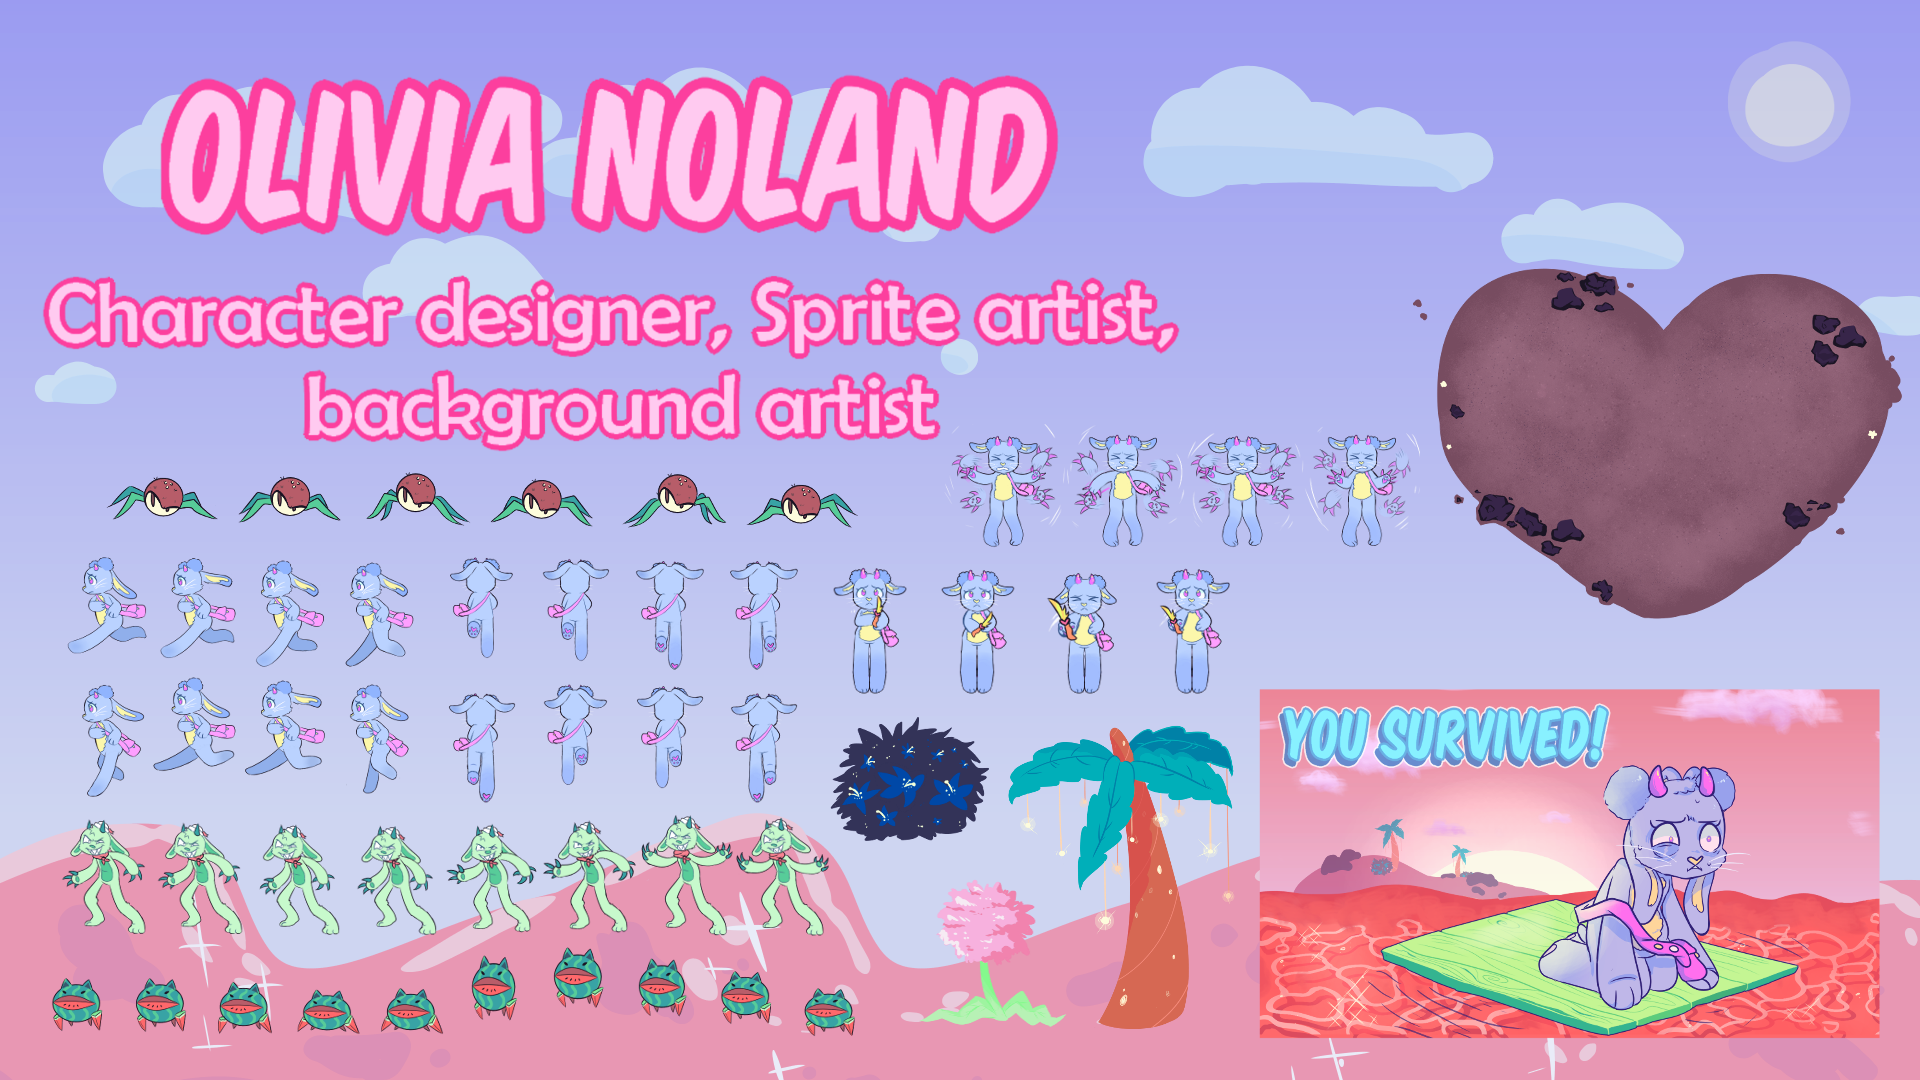 OLIVIA NOLAND
Character designer, Sprite artist,
background artist
YOU SURVIVED!